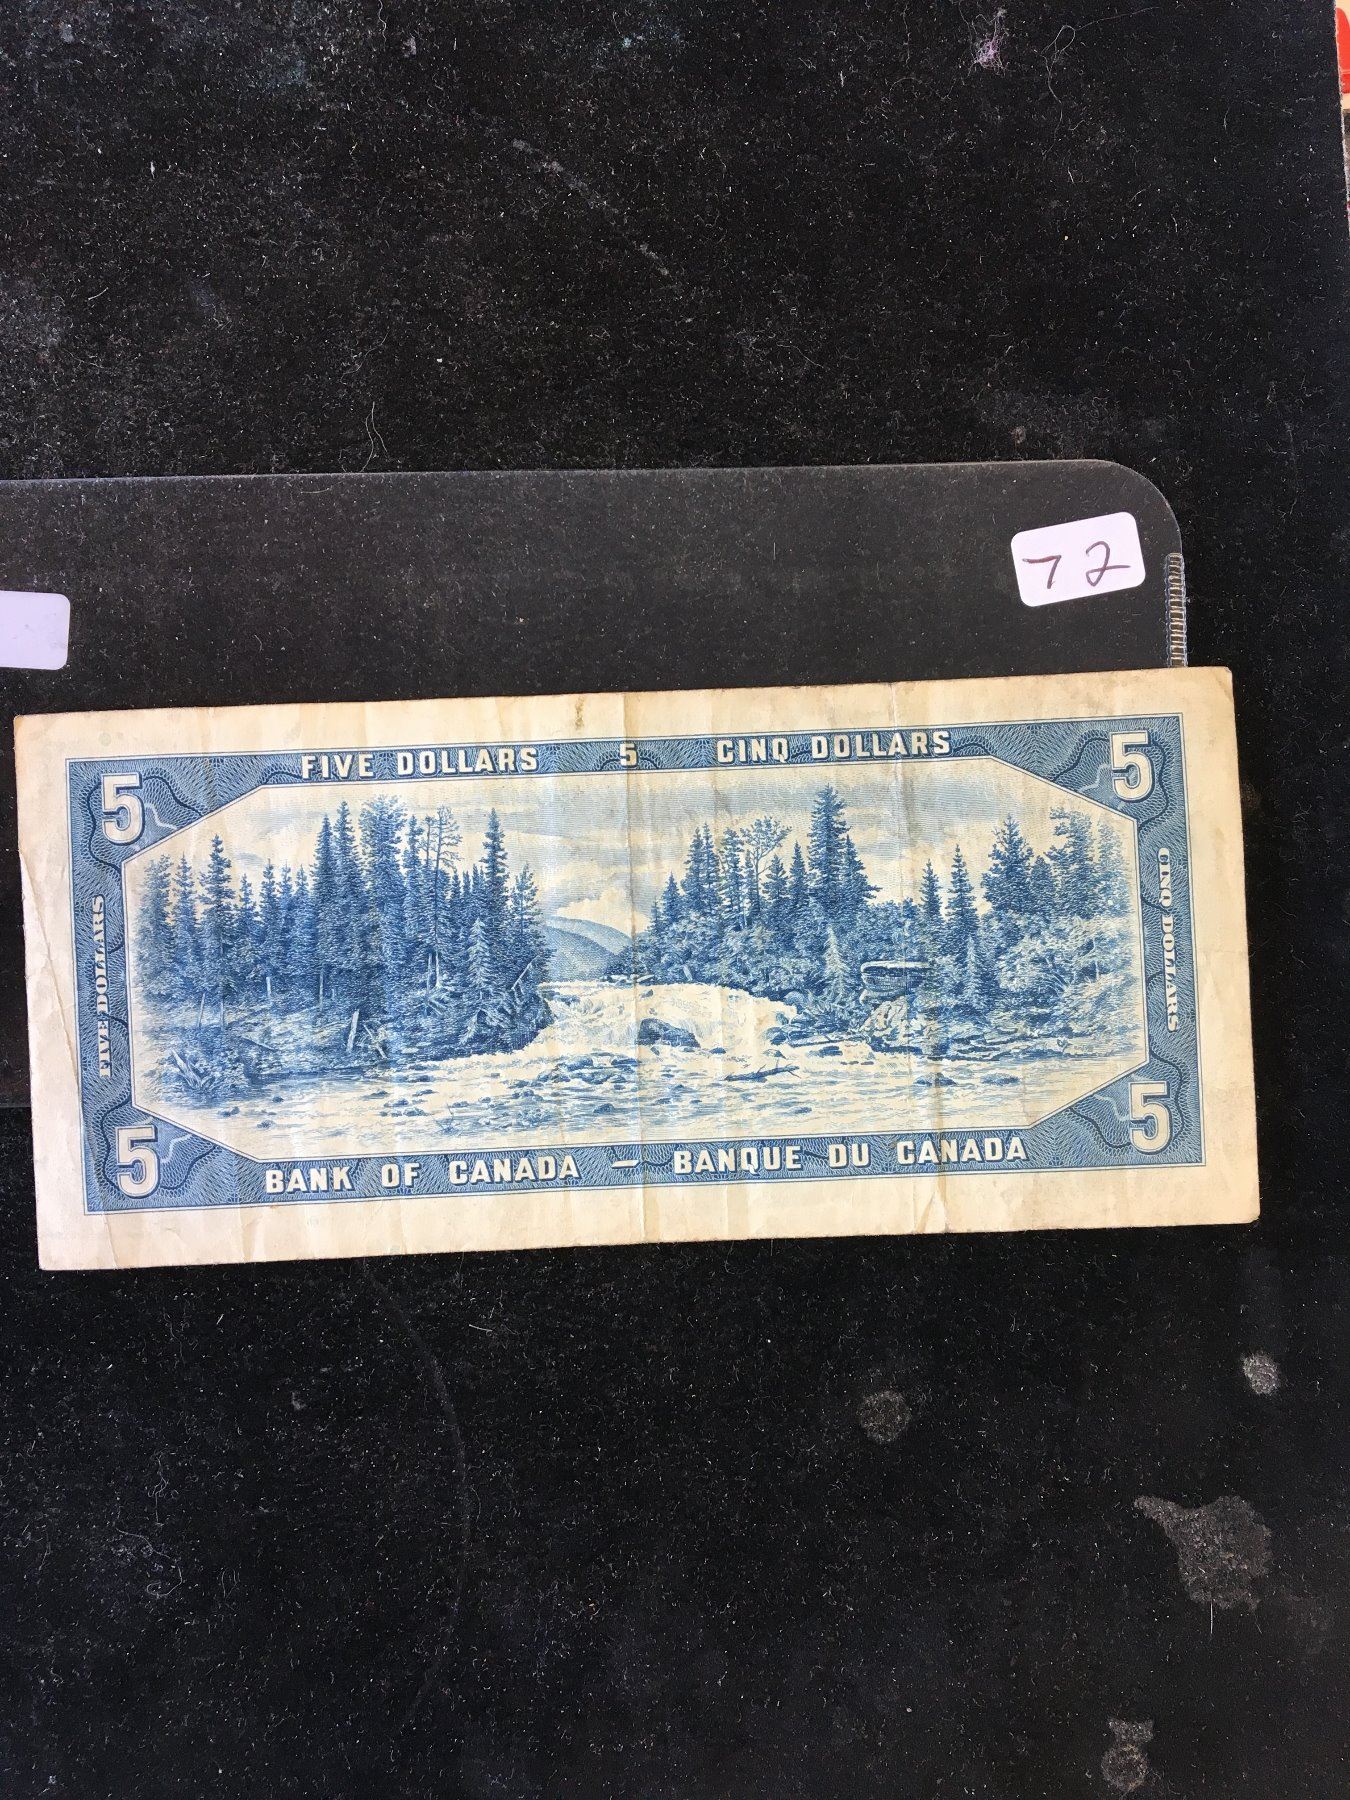 72
FIVE DOLLARS 5 CINQ DOLLARS
5 5
FIVE DOLLARS
CINQ DOLLARS
5 5
BANK OF CANADA — BANQUE DU CANADA